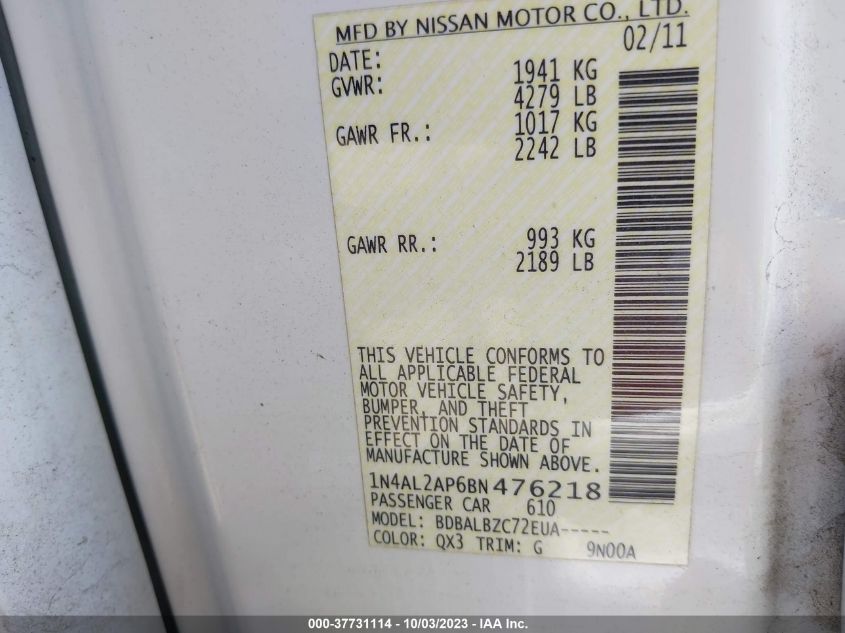 MFD BY NISSAN MOTOR CO., LTD.
DATE: 02/11
GVWR: 1941 KG
4279 LB
GAWR FR.: 1017 KG
2242 LB
GAWR RR.: 993 KG
2189 LB
THIS VEHICLE CONFORMS TO
ALL APPLICABLE FEDERAL
MOTOR VEHICLE SAFETY,
BUMPER, AND THEFT
PREVENTION STANDARDS IN
EFFECT ON THE DATE OF
MANUFACTURE SHOWN ABOVE.
1N4AL2AP6BN476218
PASSENGER CAR 610
MODEL: BDBALBZC72EUA-----
COLOR: QX3 TRIM: G 9N00A
000-37731114 - 10/03/2023 - IAA Inc.